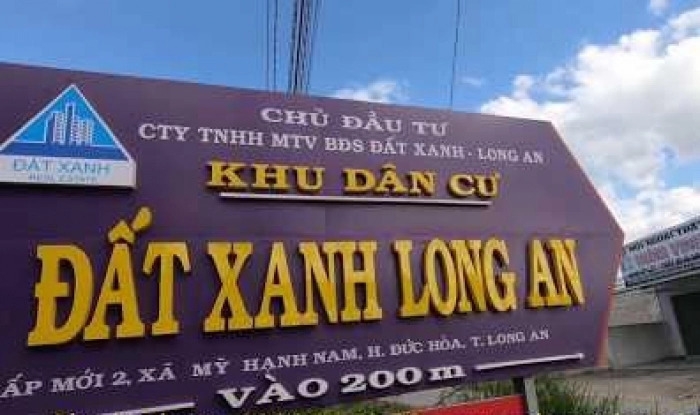 CHỦ ĐẦU TƯ
CTY TNHH MTV BĐS ĐẤT XANH - LONG AN
ĐẤT XANH
REAL ESTATE
KHU DÂN CƯ
ĐẤT XANH LONG AN
ẤP MỚI 2, XÃ MỸ HẠNH NAM, H. ĐỨC HÒA, T. LONG AN
VÀO 200 m